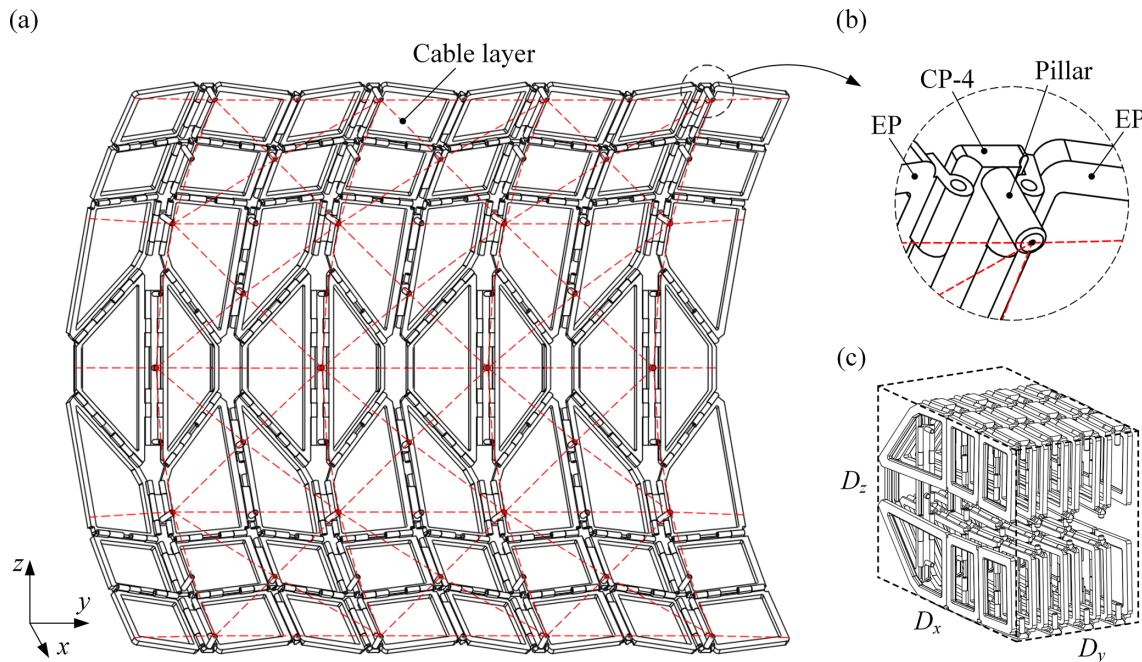 (a)
Cable layer
z
y
x
(b)
CP-4
Pillar
EP
EP
(c)
D_z
D_x
D_y